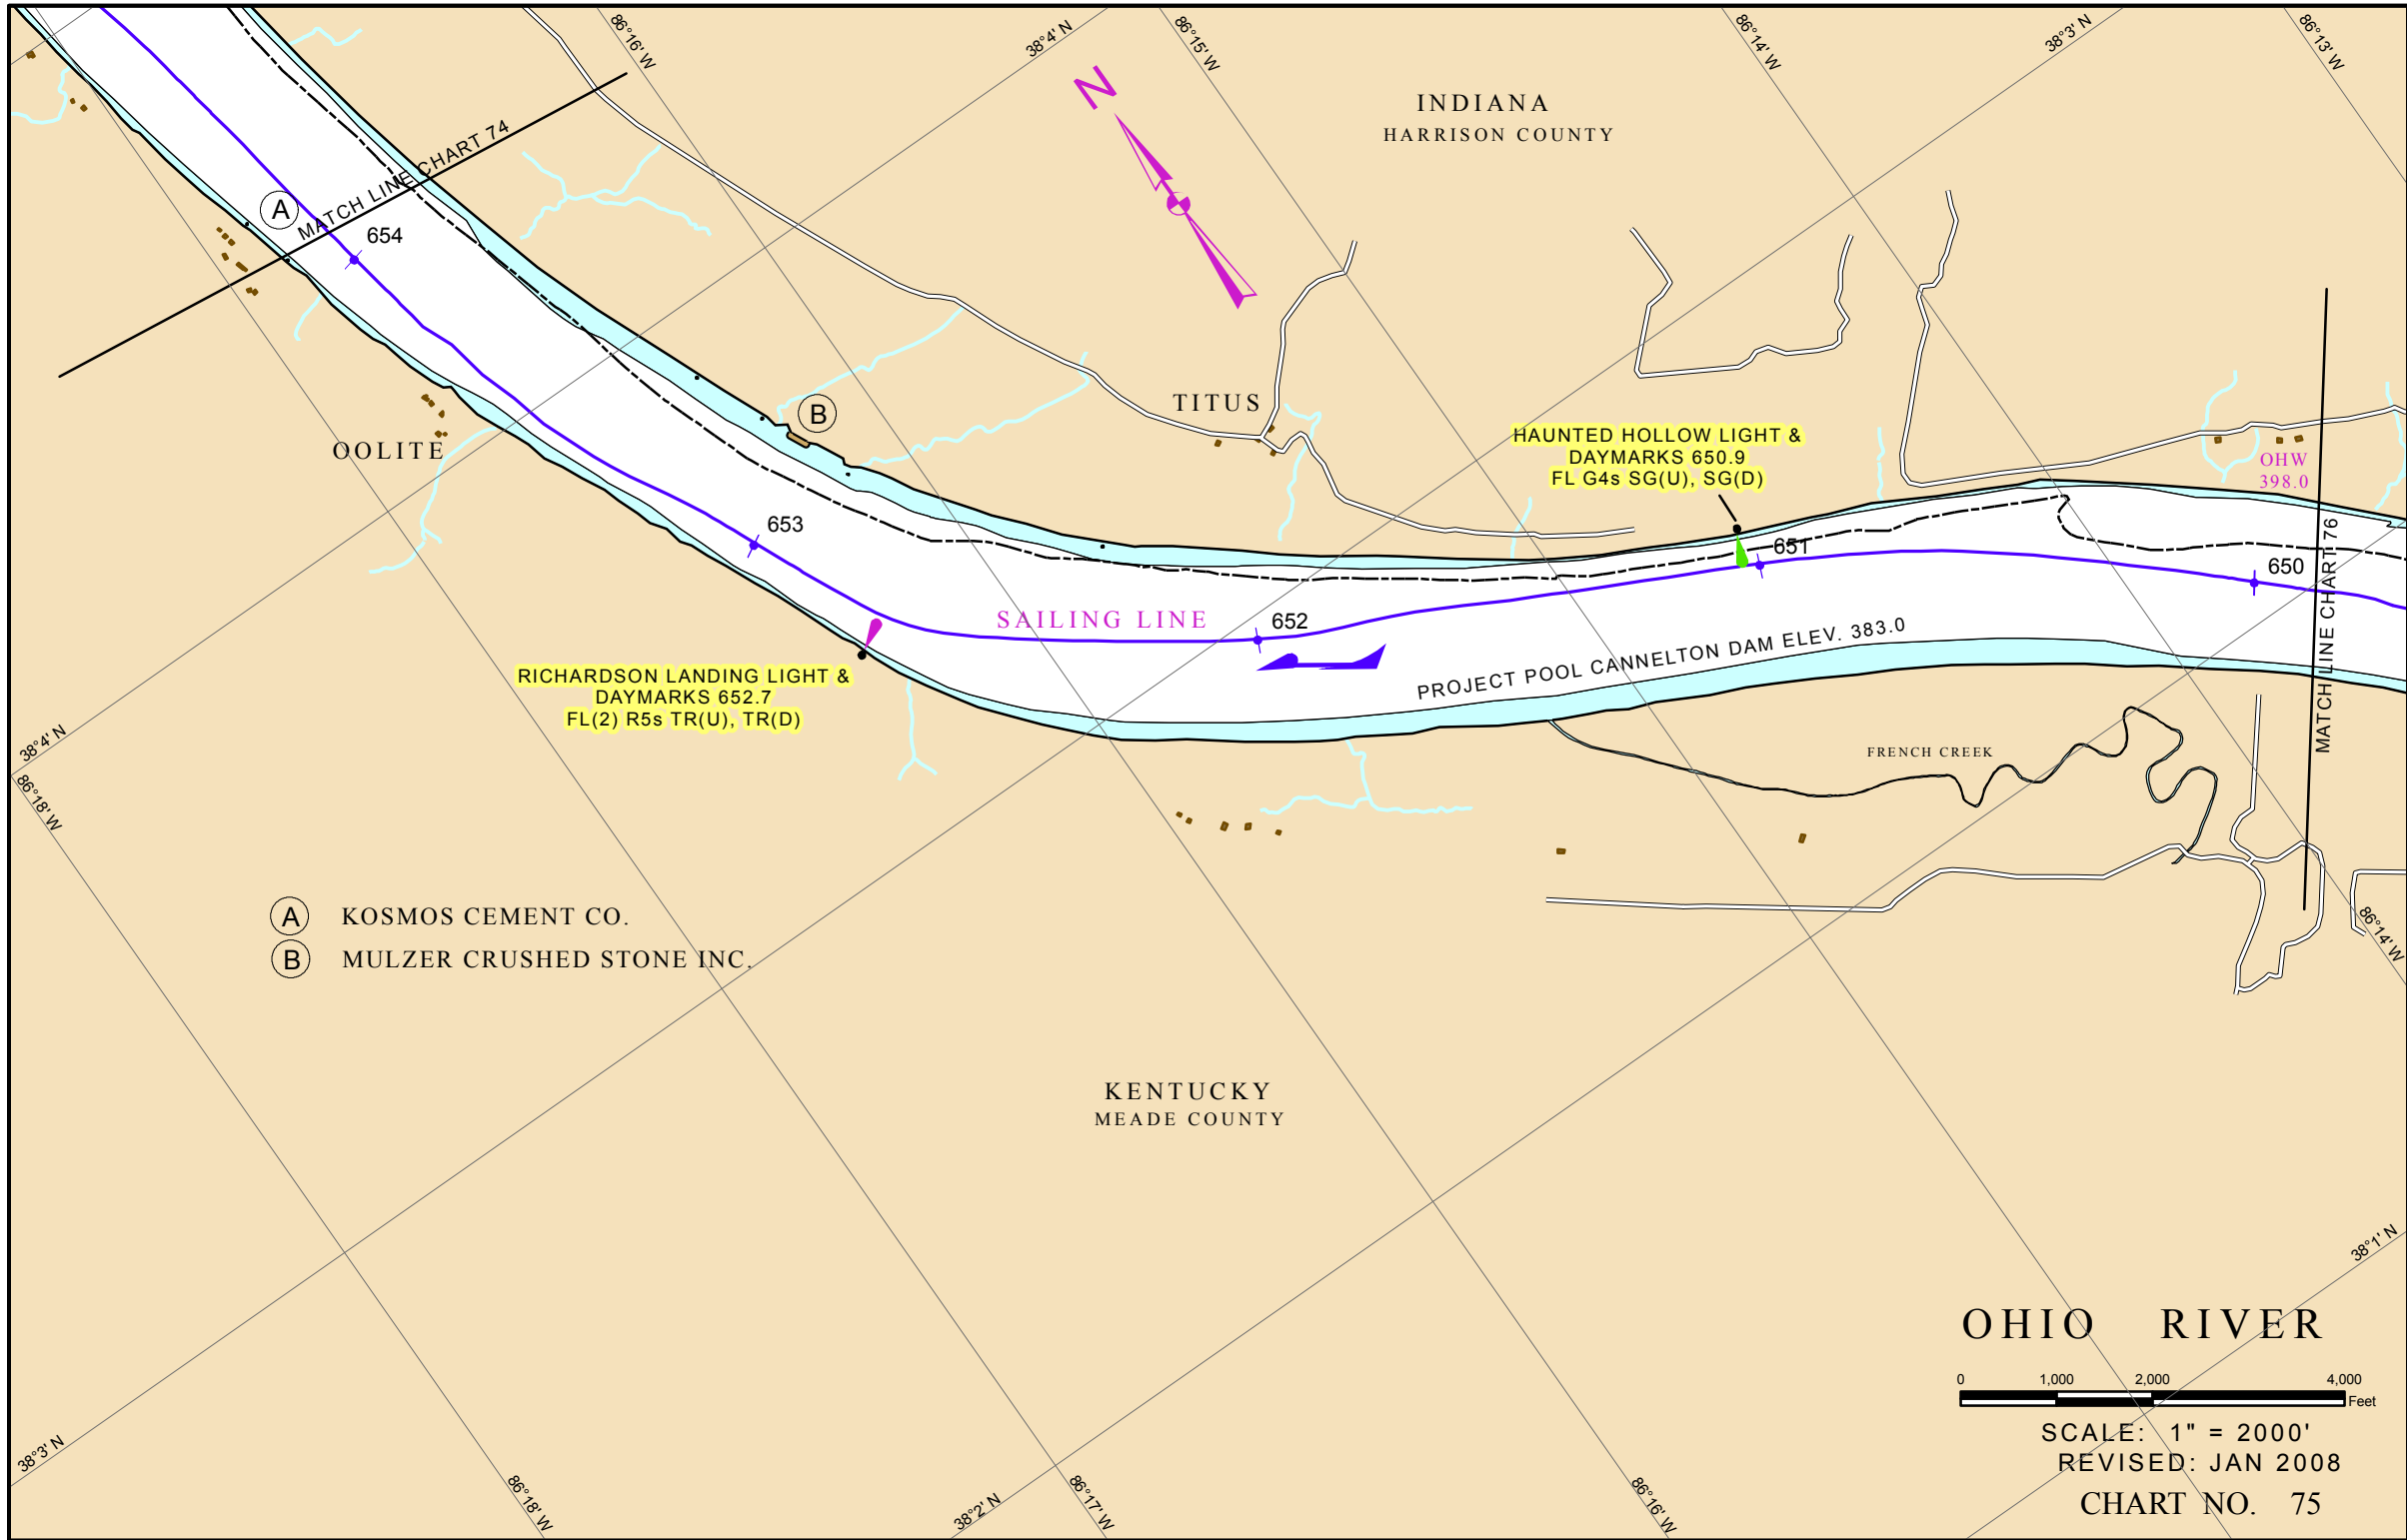 86°16' W
38°4' N
86°15' W
86°14' W
38°3' N
86°13' W
N
INDIANA
HARRISON COUNTY
MATCH LINE CHART 74
A
654
B
TITUS
OOLITE
HAUNTED HOLLOW LIGHT &
DAYMARKS 650.9
FL G4s SG(U), SG(D)
OHW
398.0
653
651
650
SAILING LINE
652
PROJECT POOL CANNELTON DAM ELEV. 383.0
MATCH LINE CHART 76
RICHARDSON LANDING LIGHT &
DAYMARKS 652.7
FL(2) R5s TR(U), TR(D)
38°4' N
86°18' W
FRENCH CREEK
A KOSMOS CEMENT CO.
B MULZER CRUSHED STONE INC.
86°14' W
KENTUCKY
MEADE COUNTY
38°1' N
OHIO RIVER
0 1,000 2,000 4,000
Feet
SCALE: 1" = 2000'
REVISED: JAN 2008
CHART NO. 75
38°3' N
86°18' W
38°2' N
86°17' W
86°16' W